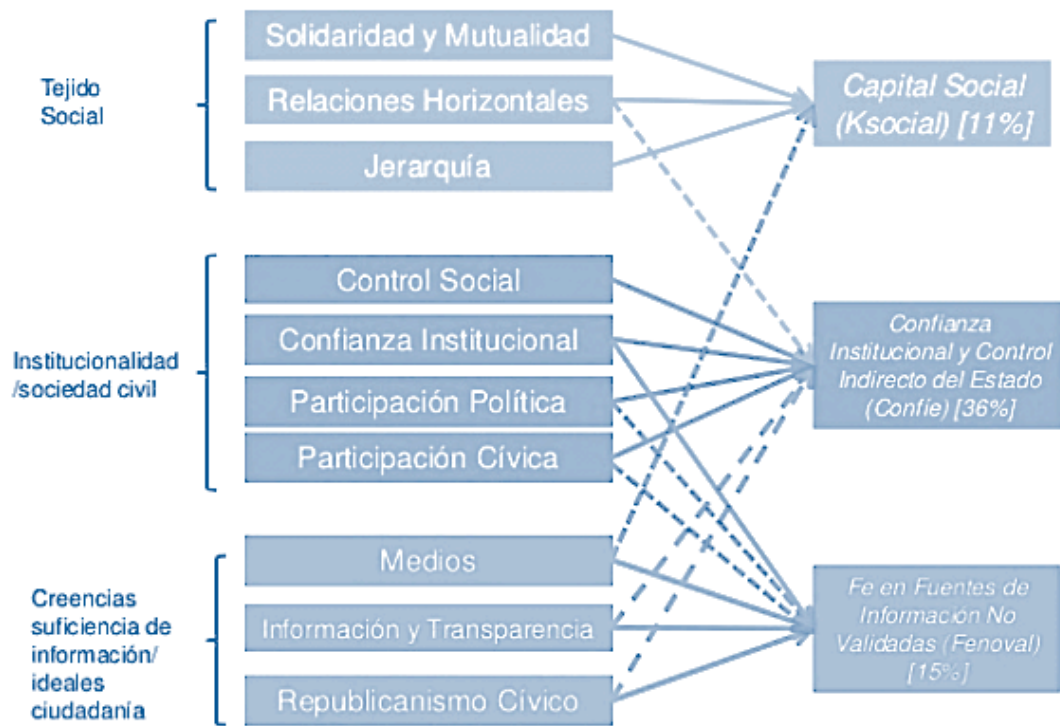 Tejido
Social
Solidaridad y Mutualidad
Relaciones Horizontales
Jerarquía
Capital Social
(Ksocial) [11%]
Institucionalidad
/sociedad civil
Control Social
Confianza Institucional
Participación Política
Participación Cívica
Confianza
Institucional y Control
Indirecto del Estado
(Confíe) [36%]
Creencias
suficiencia de
información/
ideales
ciudadanía
Medios
Información y Transparencia
Republicanismo Cívico
Fe en Fuentes de
Información No
Validadas (Fenoval)
[15%]